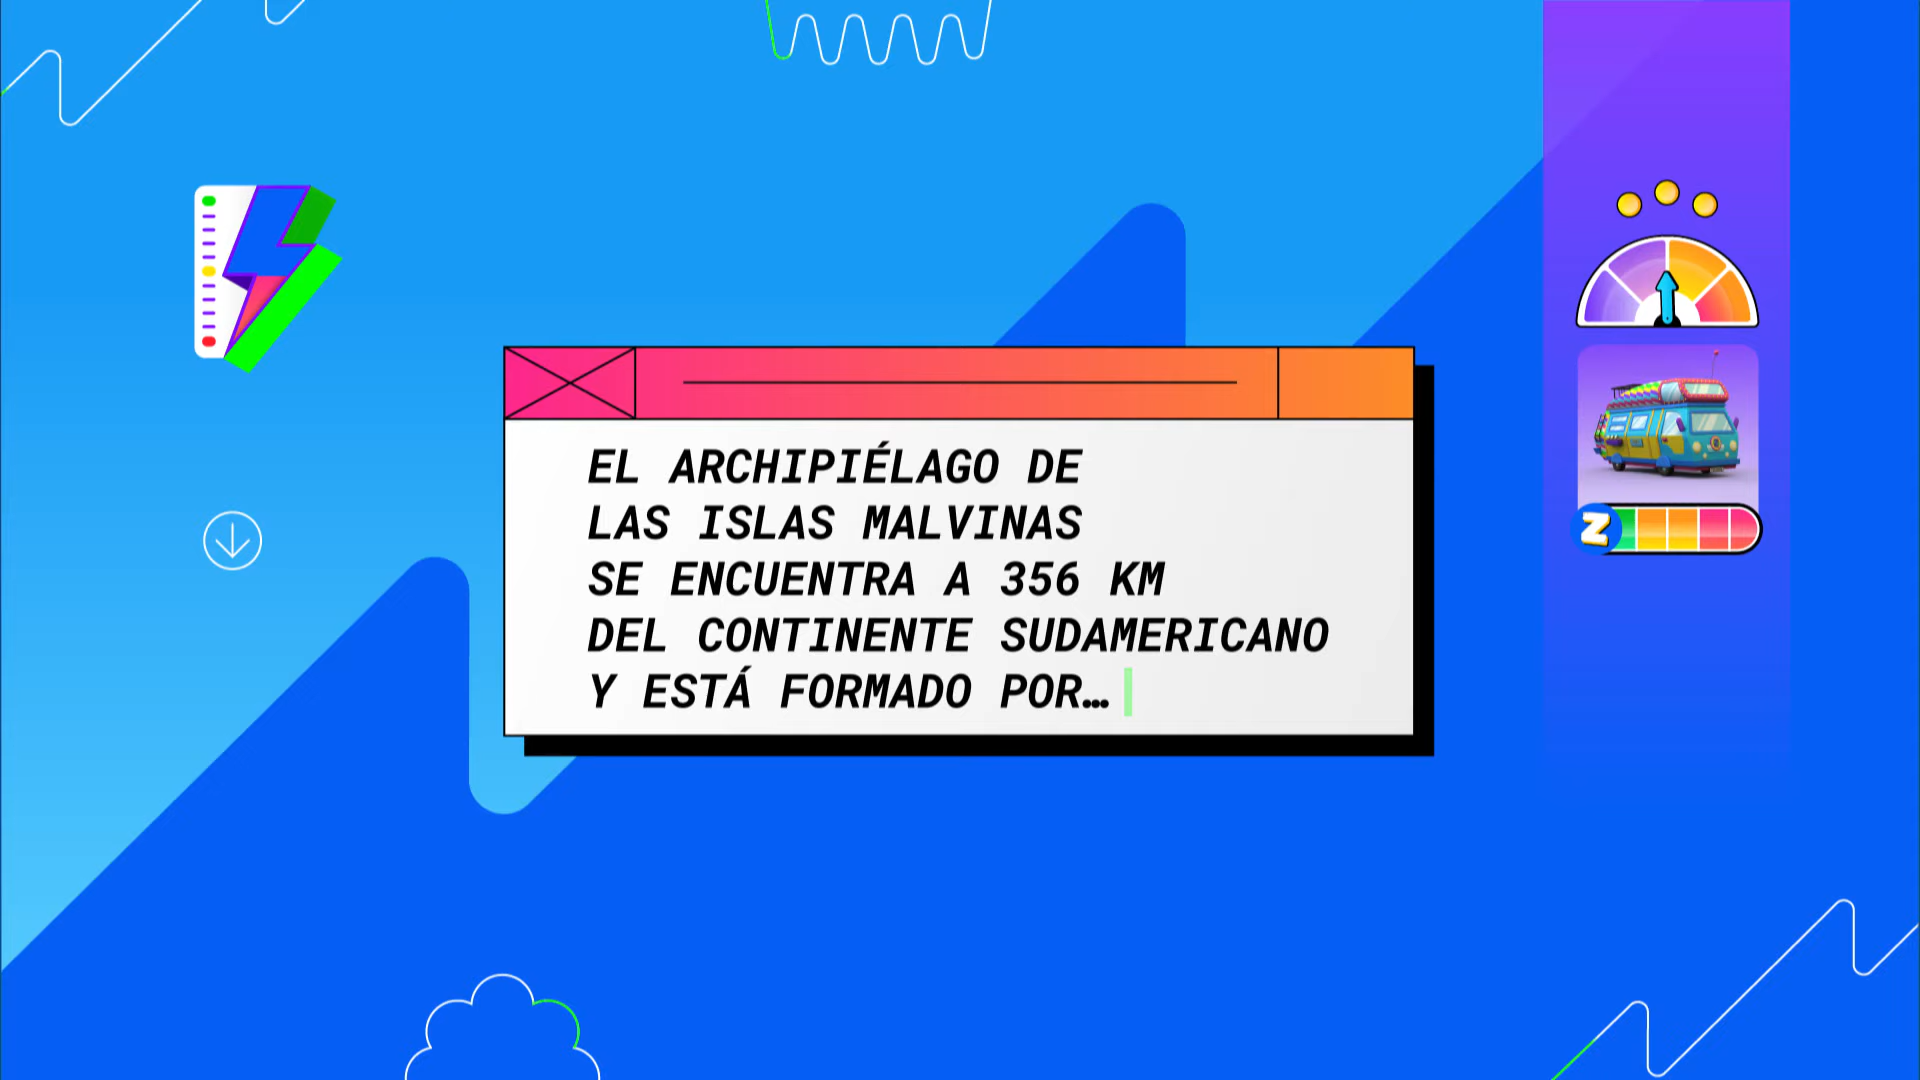 EL ARCHIPIÉLAGO DE
LAS ISLAS MALVINAS
SE ENCUENTRA A 356 KM
DEL CONTINENTE SUDAMERICANO
Y ESTÁ FORMADO POR…
Z